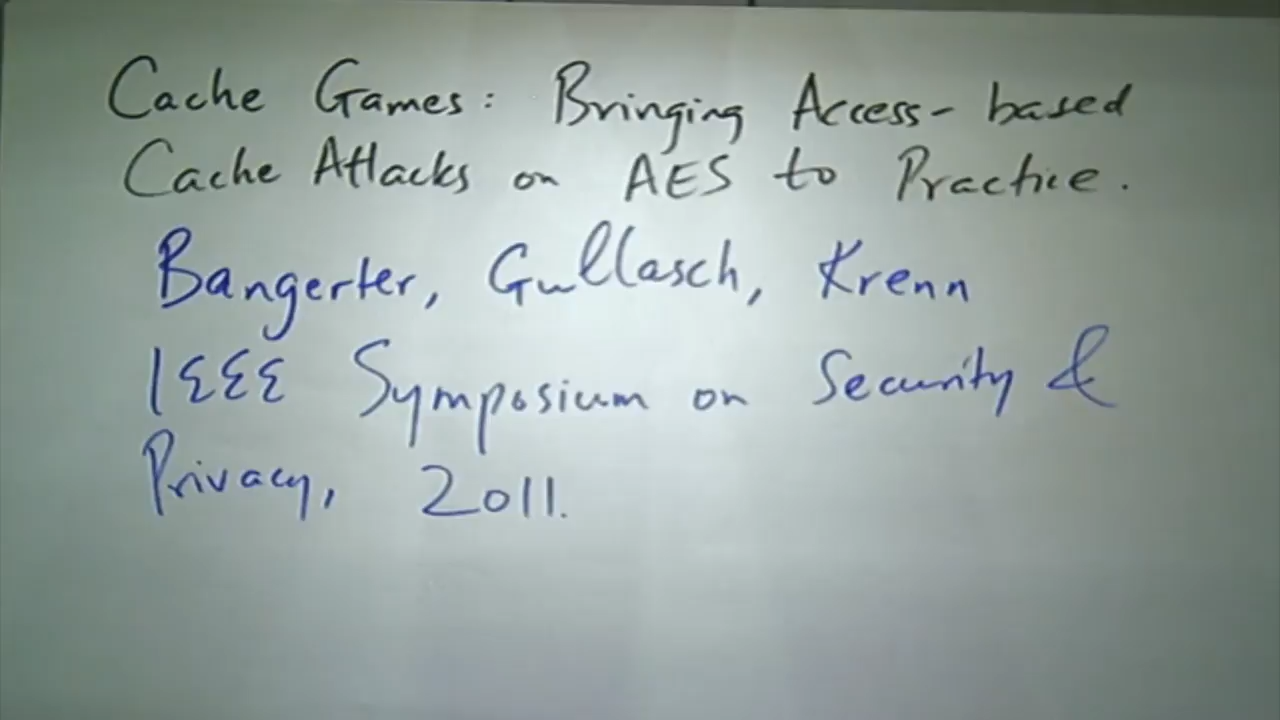 Cache Games: Bringing Access-based
Cache Attacks on AES to Practice.
Bangerter, Gullasch, Krenn
IEEE Symposium on Security &
Privacy, 2011.